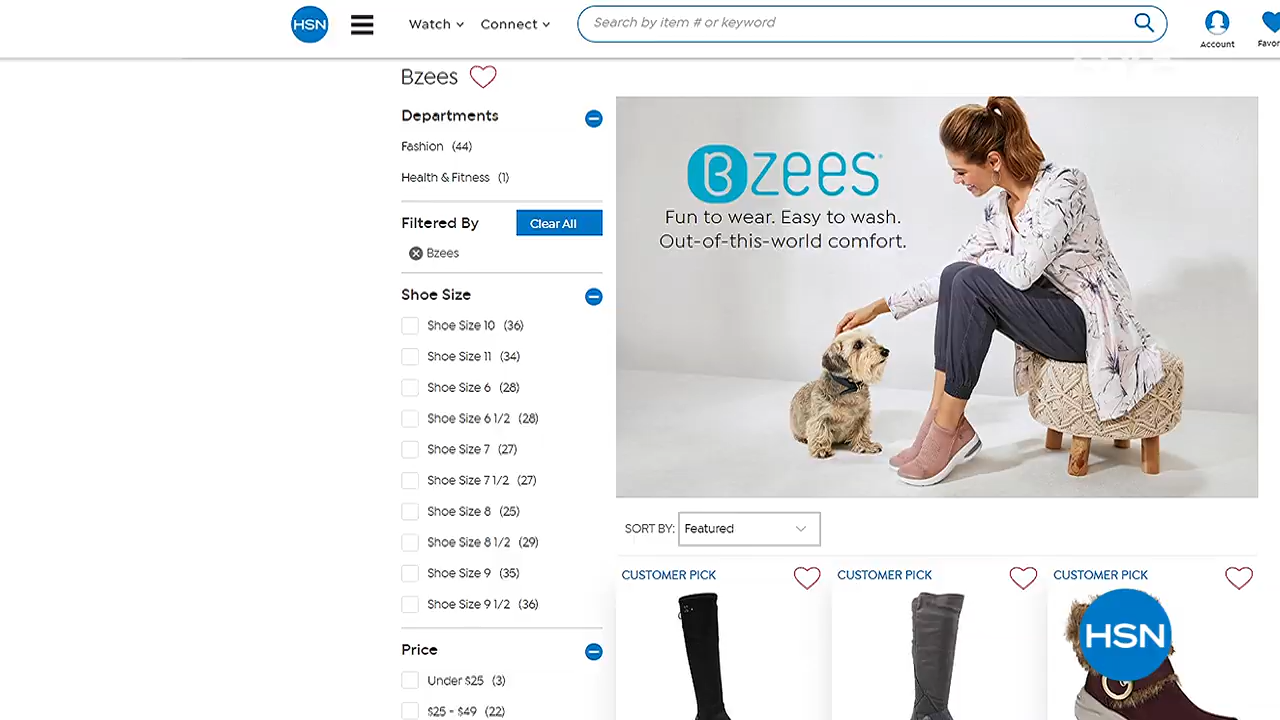 HSN
Watch
Connect
Search by item # or keyword
Account
Bzees
Departments
Fashion (44)
Health & Fitness (1)
Filtered By
Clear All
Bzees
Shoe Size
Shoe Size 10 (36)
Shoe Size 11 (34)
Shoe Size 6 (28)
Shoe Size 6 1/2 (28)
Shoe Size 7 (27)
Shoe Size 7 1/2 (27)
Shoe Size 8 (25)
Shoe Size 8 1/2 (29)
Shoe Size 9 (35)
Shoe Size 9 1/2 (36)
Price
Under $25 (3)
$25 - $49 (22)
Bzees
Fun to wear. Easy to wash.
Out-of-this-world comfort.
SORT BY: Featured
CUSTOMER PICK
CUSTOMER PICK
CUSTOMER PICK
HSN